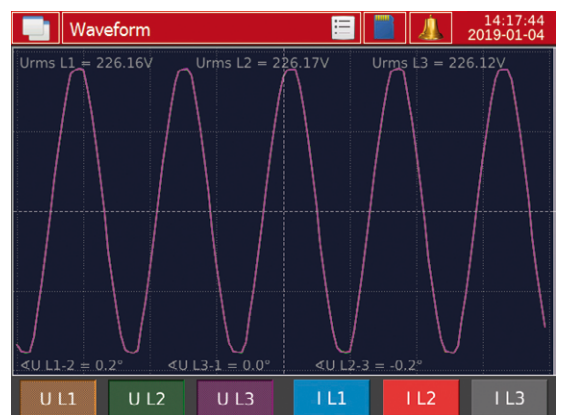 Waveform
14:17:44
2019-01-04
Urms L1 = 226.16V Urms L2 = 226.17V Urms L3 = 226.12V
∢U L1-2 = 0.2° ∢U L3-1 = 0.0° ∢U L2-3 = -0.2°
U L1 U L2 U L3 I L1 I L2 I L3